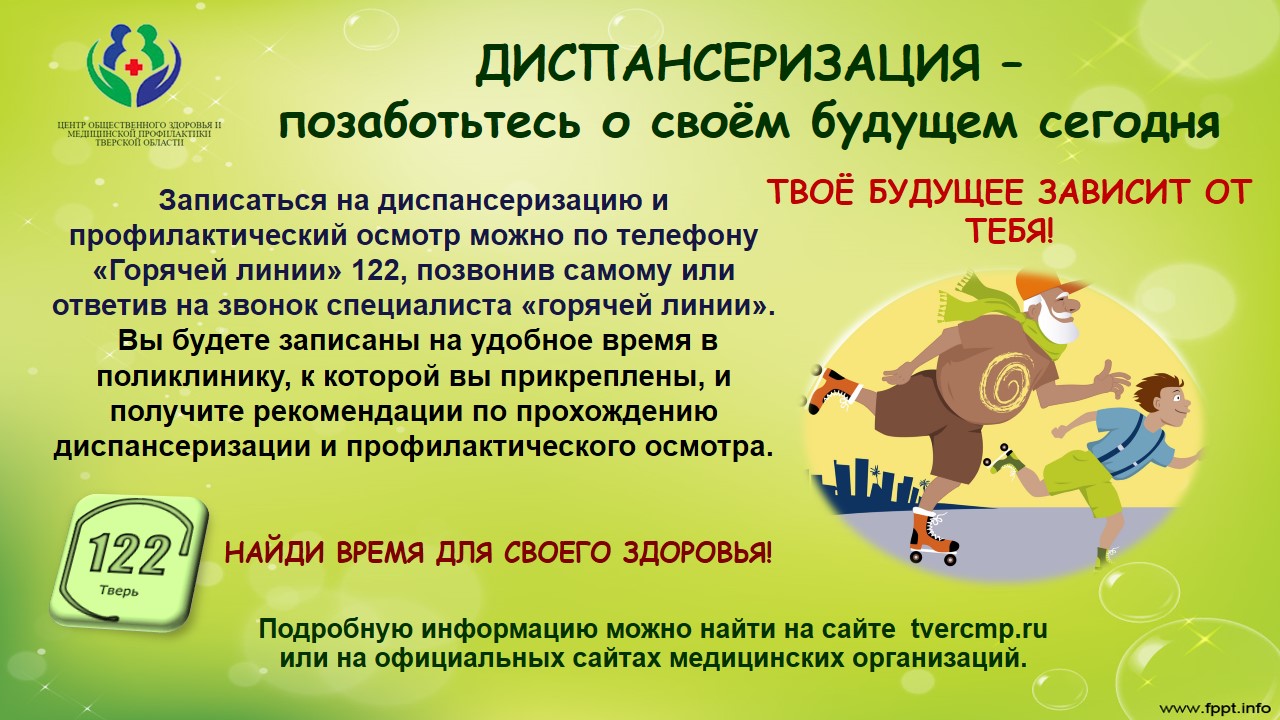 ЦЕНТР ОБЩЕСТВЕННОГО ЗДОРОВЬЯ И
МЕДИЦИНСКОЙ ПРОФИЛАКТИКИ
ТВЕРСКОЙ ОБЛАСТИ
ДИСПАНСЕРИЗАЦИЯ –
позаботьтесь о своём будущем сегодня
Записаться на диспансеризацию и
профилактический осмотр можно по телефону
«Горячей линии» 122, позвонив самому или
ответив на звонок специалиста «горячей линии».
Вы будете записаны на удобное время в
поликлинику, к которой вы прикреплены, и
получите рекомендации по прохождению
диспансеризации и профилактического осмотра.
ТВОЁ БУДУЩЕЕ ЗАВИСИТ ОТ
ТЕБЯ!
122
Тверь
НАЙДИ ВРЕМЯ ДЛЯ СВОЕГО ЗДОРОВЬЯ!
Подробную информацию можно найти на сайте tvercmp.ru
или на официальных сайтах медицинских организаций.
www.fppt.info